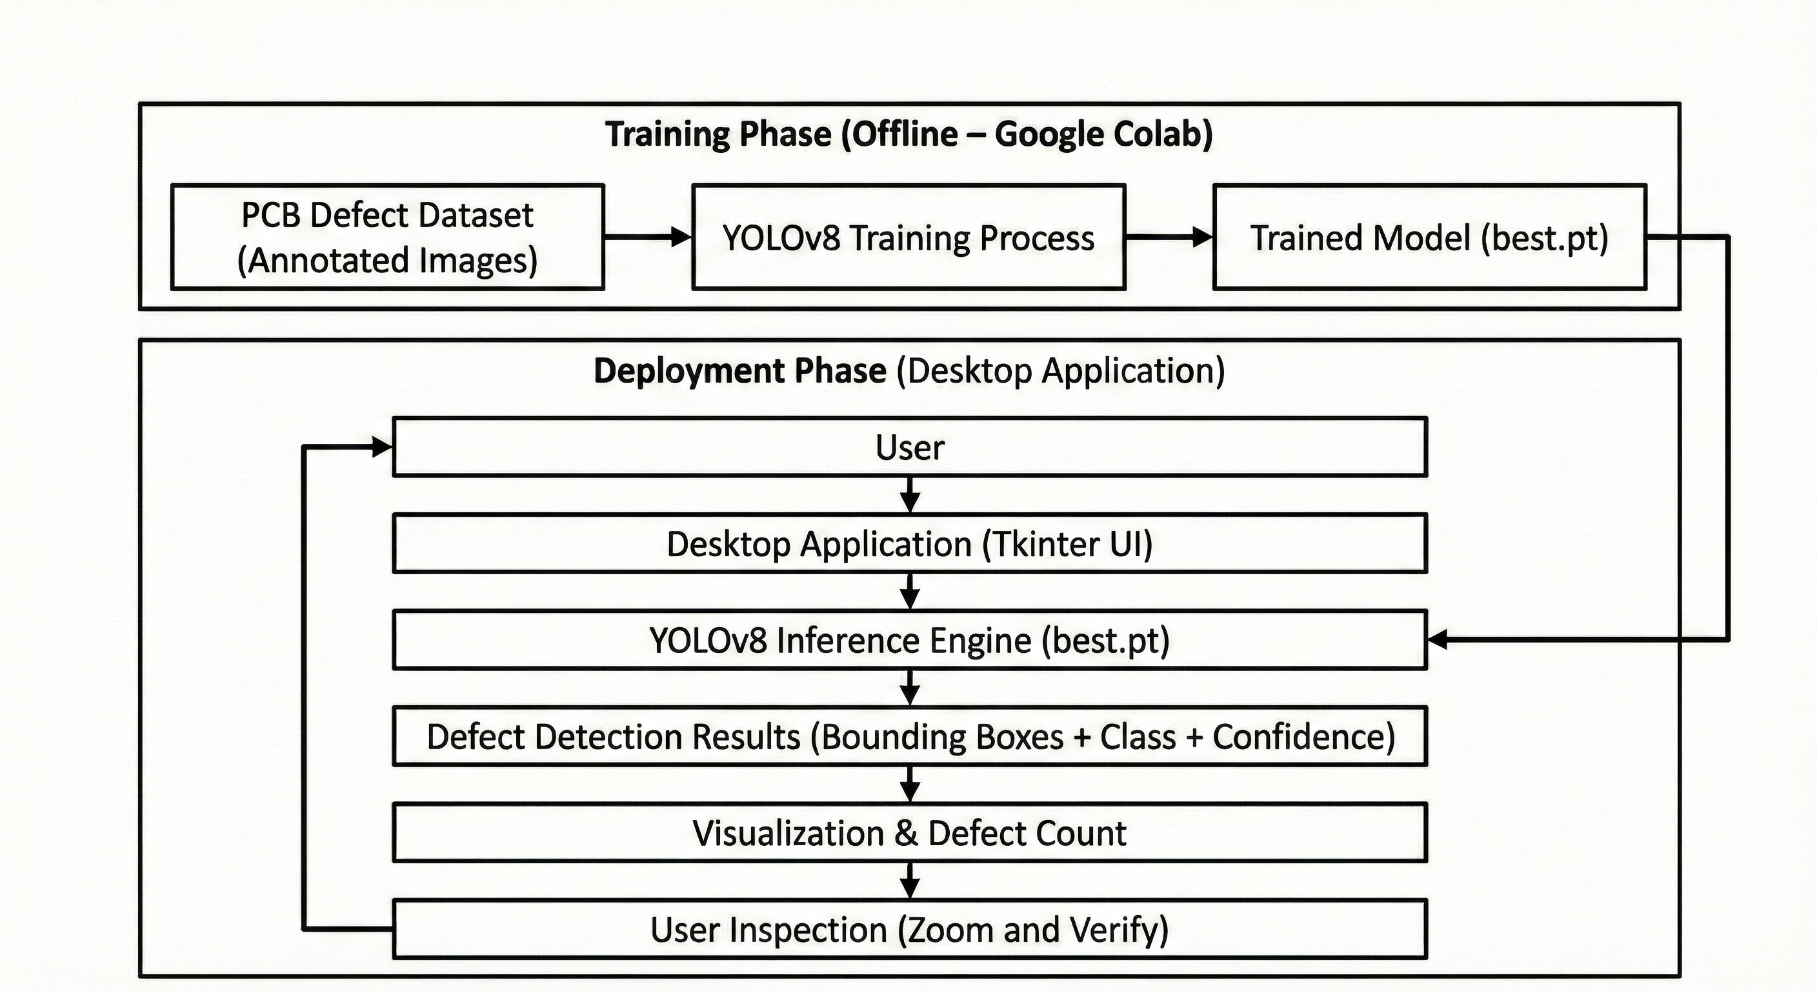 Training Phase (Offline – Google Colab)
PCB Defect Dataset
(Annotated Images)
YOLOv8 Training Process
Trained Model (best.pt)
Deployment Phase (Desktop Application)
User
Desktop Application (Tkinter UI)
YOLOv8 Inference Engine (best.pt)
Defect Detection Results (Bounding Boxes + Class + Confidence)
Visualization & Defect Count
User Inspection (Zoom and Verify)